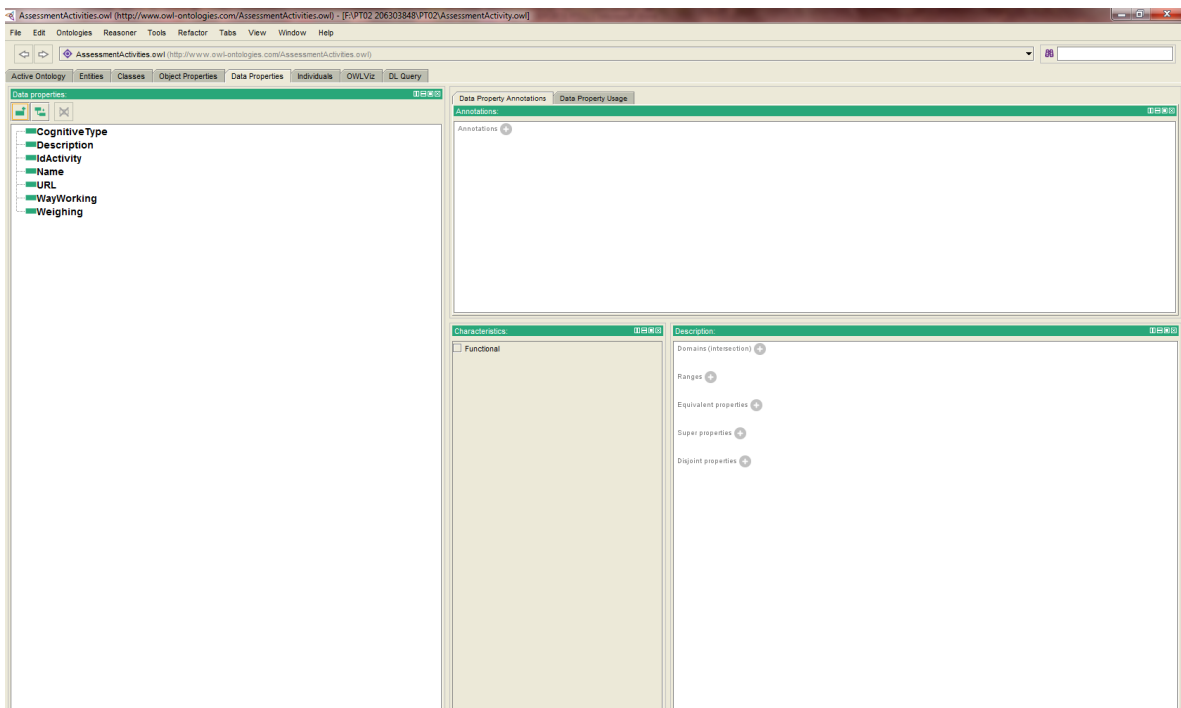 AssessmentActivities.owl (http://www.owl-ontologies.com/AssessmentActivities.owl) - [F:\PT02 206303848\PT02\AssessmentActivity.owl]
File Edit Ontologies Reasoner Tools Refactor Tabs View Window Help
AssessmentActivities.owl (http://www.owl-ontologies.com/AssessmentActivities.owl)
Active Ontology Entities Classes Object Properties Data Properties Individuals OWLViz DL Query
Data properties:
CognitiveType
Description
IdActivity
Name
URL
WayWorking
Weighing
Data Property Annotations Data Property Usage
Annotations:
Annotations
Characteristics:
Functional
Description:
Domains (intersection)
Ranges
Equivalent properties
Super properties
Disjoint properties